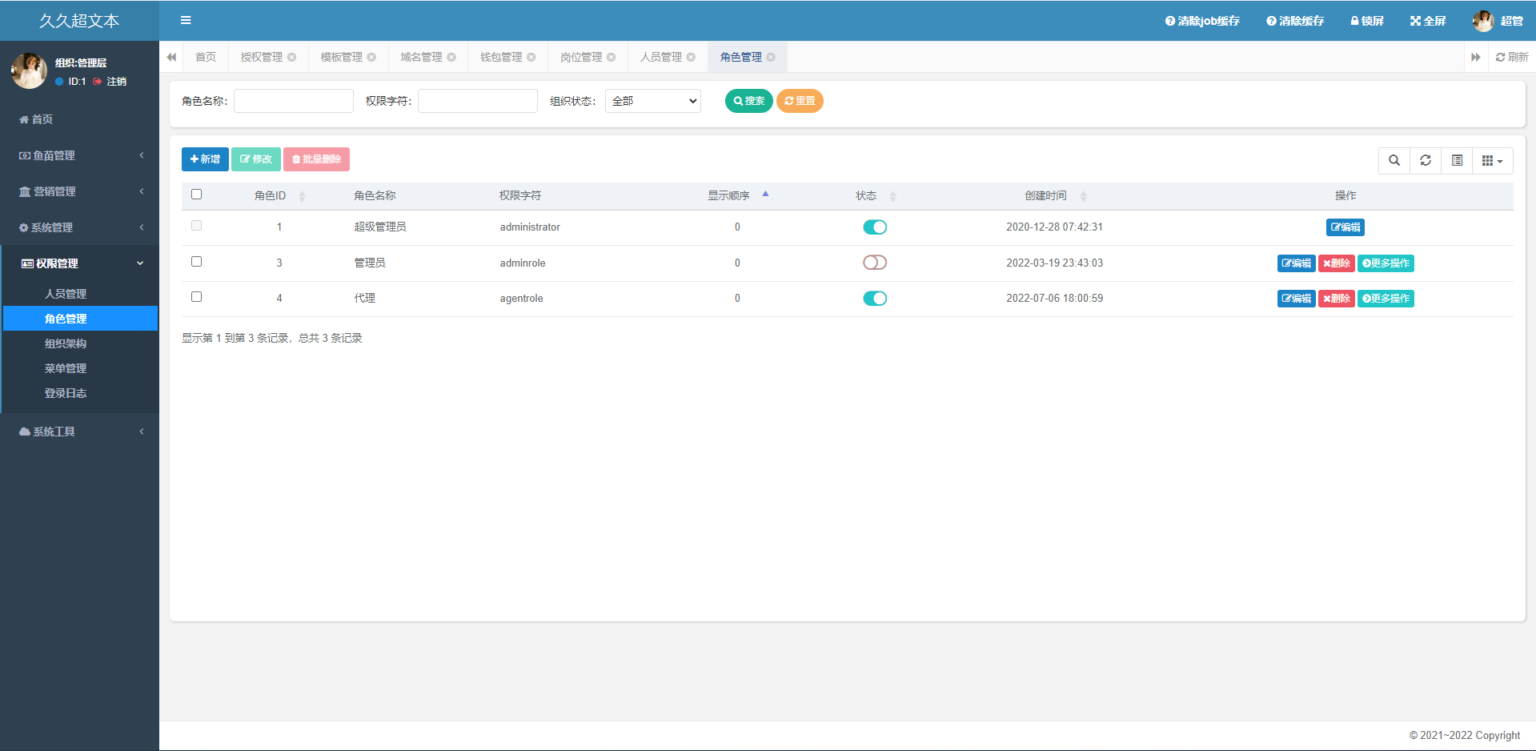 久久超文本
清除job缓存 清除缓存 锁屏 全屏 超管
组织:管理层
ID:1 注销
首页 授权管理 模板管理 域名管理 钱包管理 岗位管理 人员管理 角色管理 刷新
首页
鱼苗管理
营销管理
系统管理
权限管理
人员管理
角色管理
组织架构
菜单管理
登录日志
系统工具
角色名称： 权限字符： 组织状态： 全部 搜索 重置
新增 修改 批量删除
角色ID 角色名称 权限字符 显示顺序 状态 创建时间 操作
1 超级管理员 administrator 0 2020-12-28 07:42:31 编辑
3 管理员 adminrole 0 2022-03-19 23:43:03 编辑 删除 更多操作
4 代理 agentrole 0 2022-07-06 18:00:59 编辑 删除 更多操作
显示第 1 到第 3 条记录，总共 3 条记录
© 2021~2022 Copyright